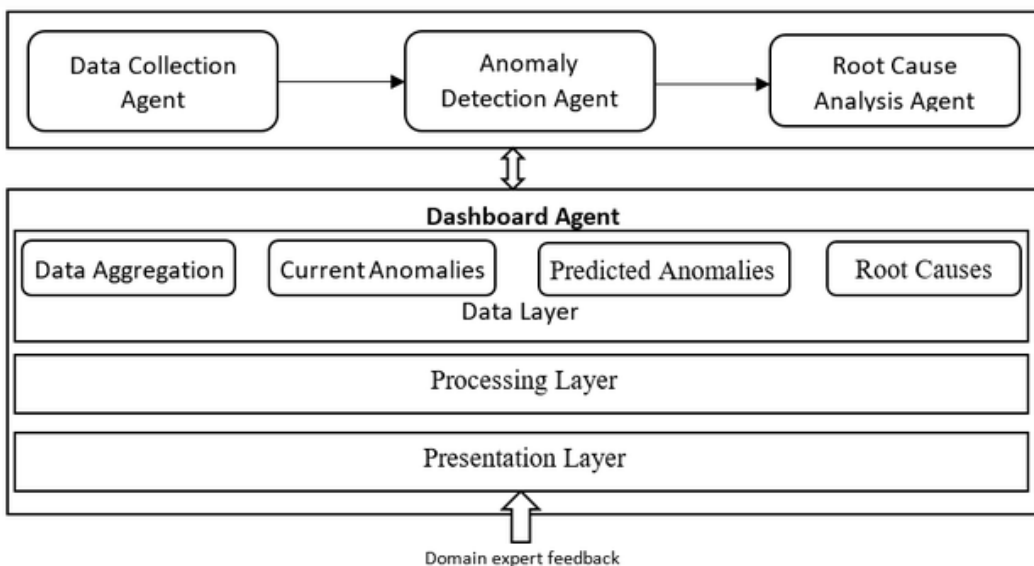 Data Collection
Agent
Anomaly
Detection Agent
Root Cause
Analysis Agent
Dashboard Agent
Data Aggregation
Current Anomalies
Predicted Anomalies
Root Causes
Data Layer
Processing Layer
Presentation Layer
Domain expert feedback